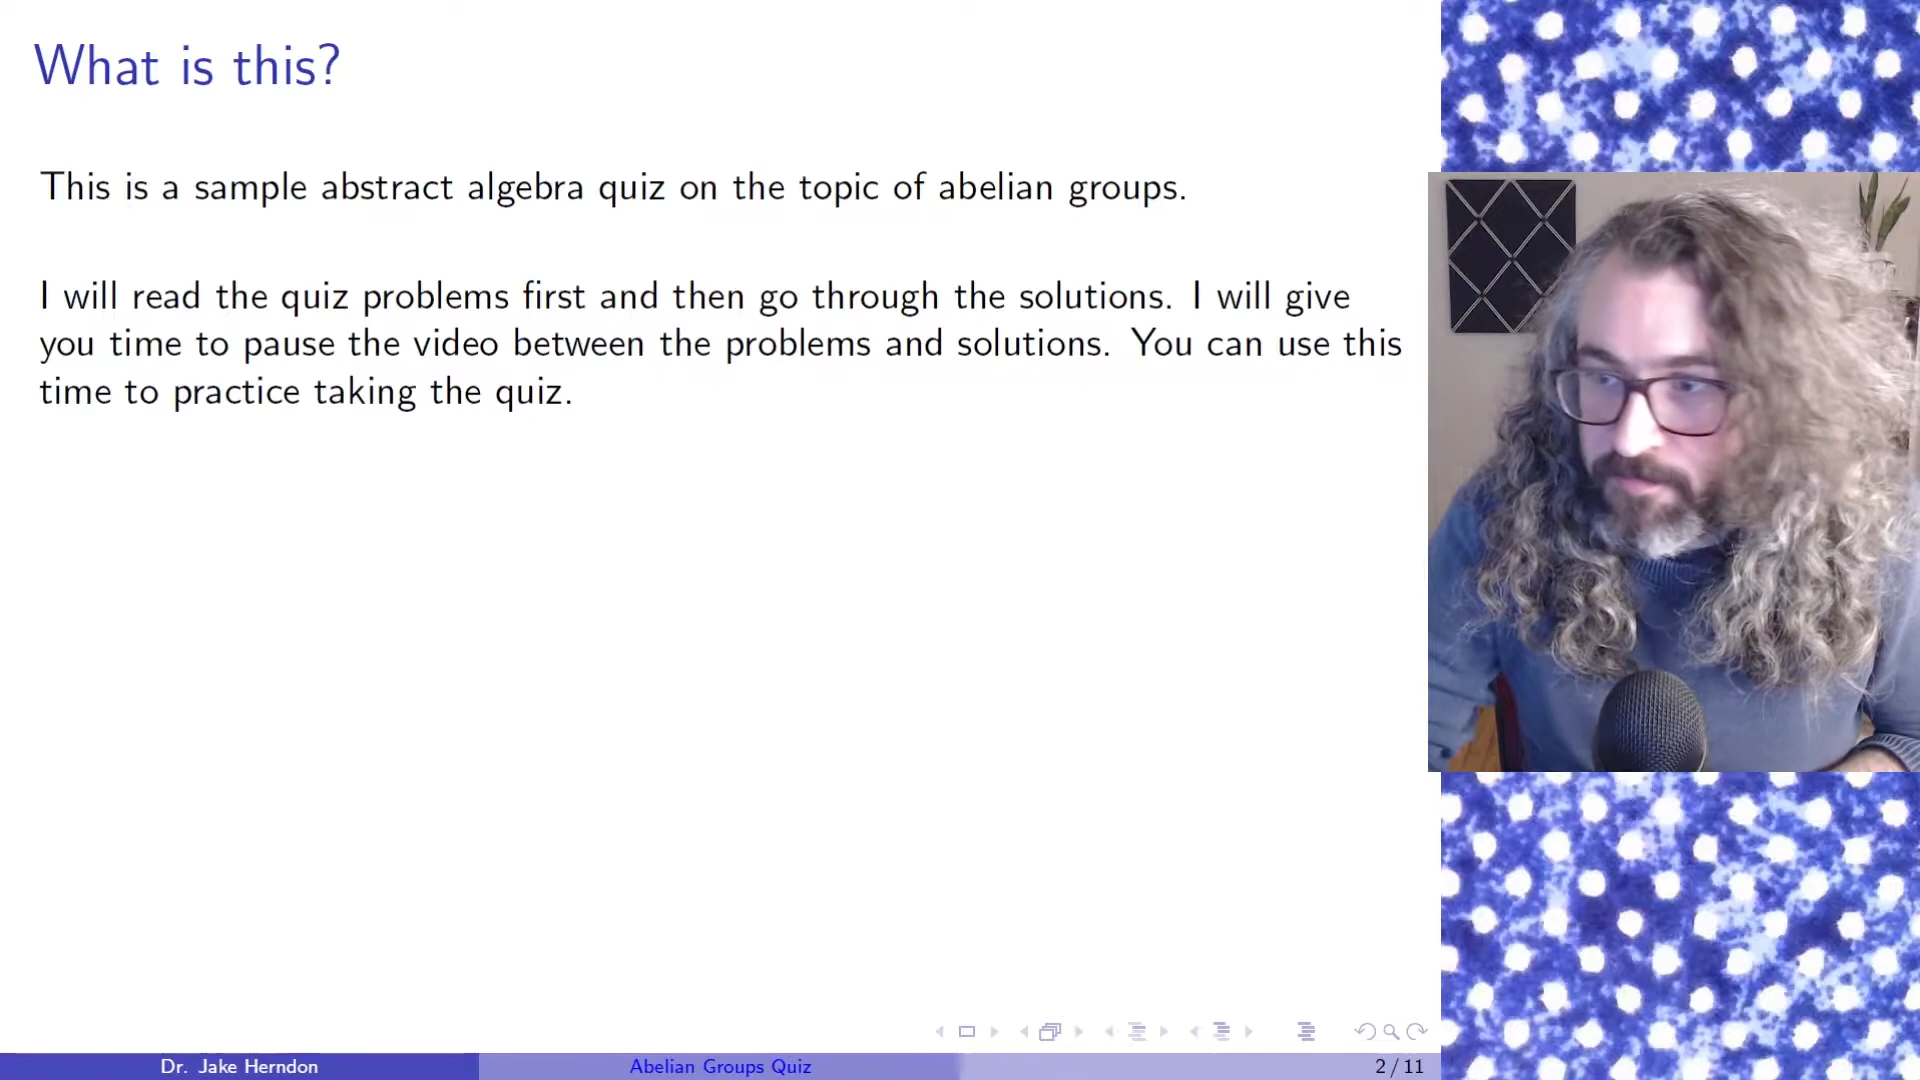 What is this?
This is a sample abstract algebra quiz on the topic of abelian groups.
I will read the quiz problems first and then go through the solutions. I will give
you time to pause the video between the problems and solutions. You can use this
time to practice taking the quiz.
Dr. Jake Herndon
Abelian Groups Quiz
2 / 11